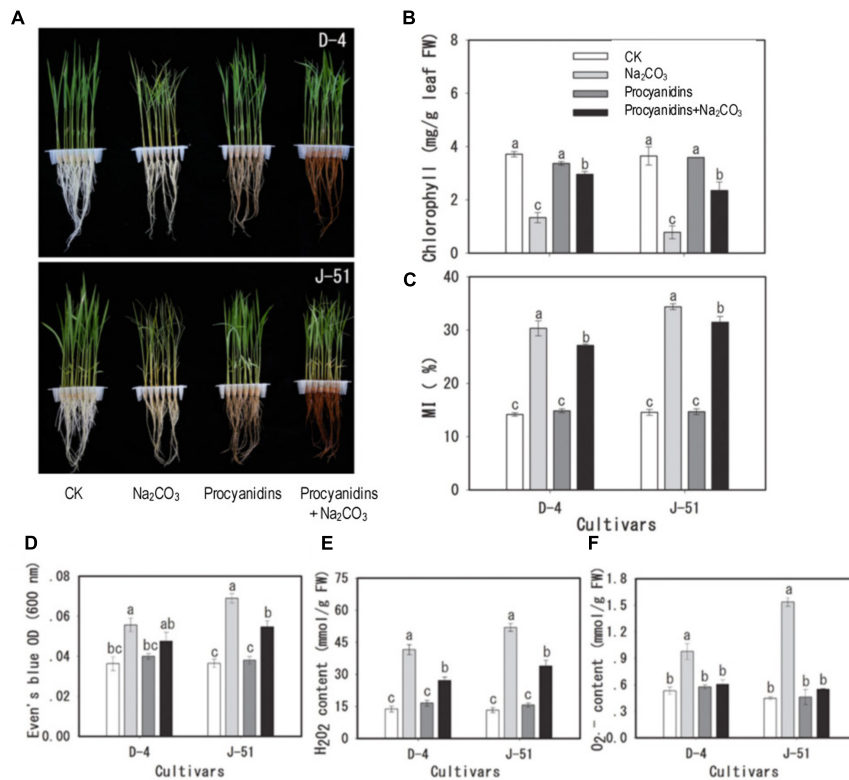 A
D-4
J-51
CK
Na₂CO₃
Procyanidins
Procyanidins
+ Na₂CO₃
B
Chlorophyll (mg/g leaf FW)
8
6
4
2
0
CK
Na₂CO₃
Procyanidins
Procyanidins+Na₂CO₃
a
c
a
b
a
c
a
b
C
MI ( %)
40
30
20
10
0
c
a
c
b
c
a
c
b
D-4
J-51
Cultivars
D
Even's blue OD (600 nm)
.08
.06
.04
.02
0.00
bc
a
bc
ab
c
a
c
b
D-4
J-51
Cultivars
E
H₂O₂ content (mmol/g FW)
75
60
45
30
15
0
c
a
c
b
c
a
c
b
D-4
J-51
Cultivars
F
O₂·⁻ content (mmol/g FW)
1.8
1.5
1.2
.9
.6
.3
0.0
b
a
b
b
b
a
b
b
D-4
J-51
Cultivars